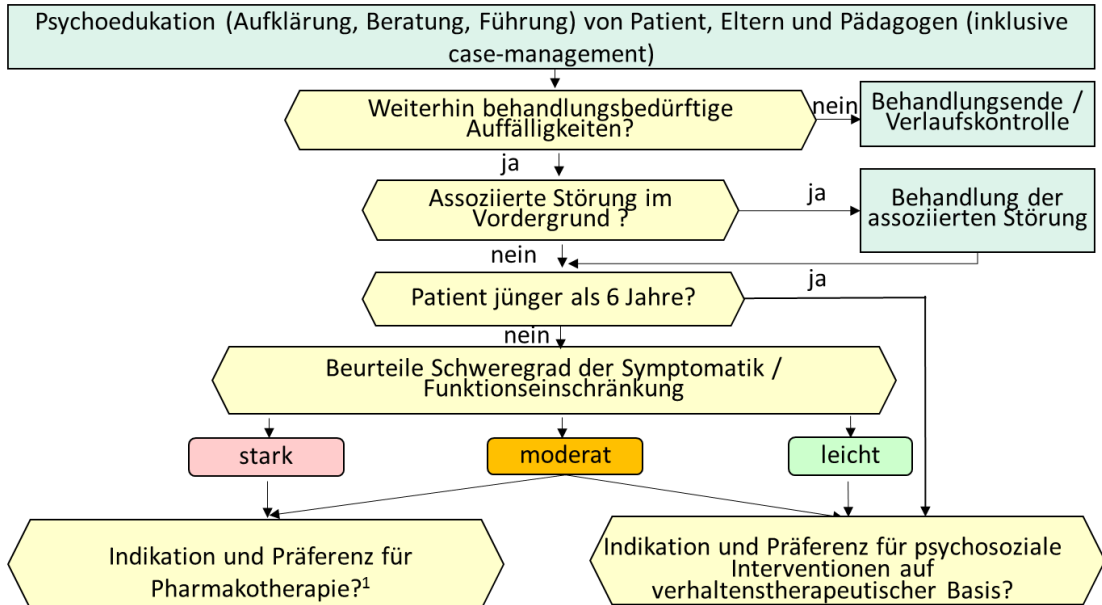 Psychoedukation (Aufklärung, Beratung, Führung) von Patient, Eltern und Pädagogen (inklusive
case-management)
Weiterhin behandlungsbedürftige
Auffälligkeiten?
nein
Behandlungsende /
Verlaufskontrolle
ja
Assoziierte Störung im
Vordergrund ?
ja
Behandlung der
assoziierten Störung
nein
Patient jünger als 6 Jahre?
ja
nein
Beurteile Schweregrad der Symptomatik /
Funktionseinschränkung
stark
moderat
leicht
Indikation und Präferenz für
Pharmakotherapie?¹
Indikation und Präferenz für psychosoziale
Interventionen auf
verhaltenstherapeutischer Basis?